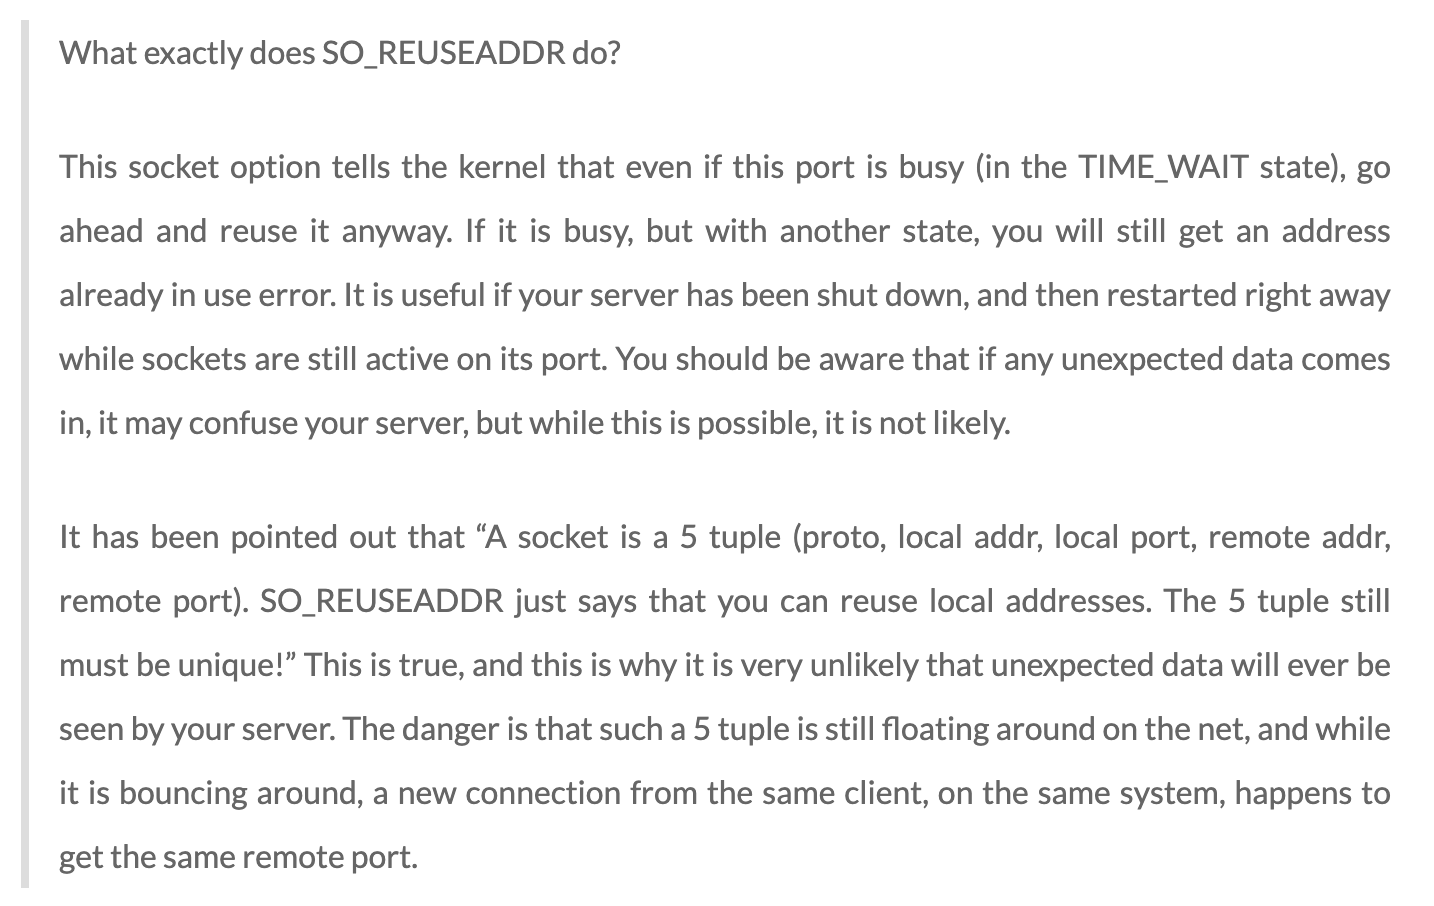 What exactly does SO_REUSEADDR do?
This socket option tells the kernel that even if this port is busy (in the TIME_WAIT state), go
ahead and reuse it anyway. If it is busy, but with another state, you will still get an address
already in use error. It is useful if your server has been shut down, and then restarted right away
while sockets are still active on its port. You should be aware that if any unexpected data comes
in, it may confuse your server, but while this is possible, it is not likely.
It has been pointed out that “A socket is a 5 tuple (proto, local addr, local port, remote addr,
remote port). SO_REUSEADDR just says that you can reuse local addresses. The 5 tuple still
must be unique!” This is true, and this is why it is very unlikely that unexpected data will ever be
seen by your server. The danger is that such a 5 tuple is still floating around on the net, and while
it is bouncing around, a new connection from the same client, on the same system, happens to
get the same remote port.